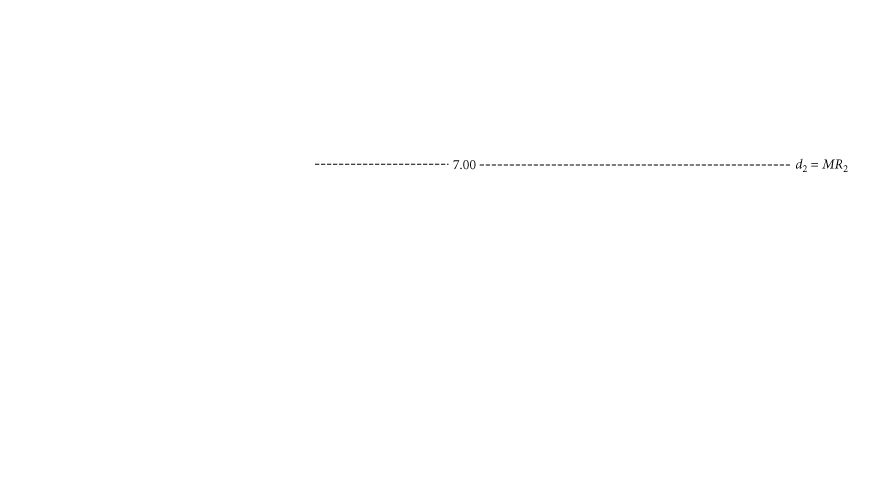 7.00 d₂ = MR₂